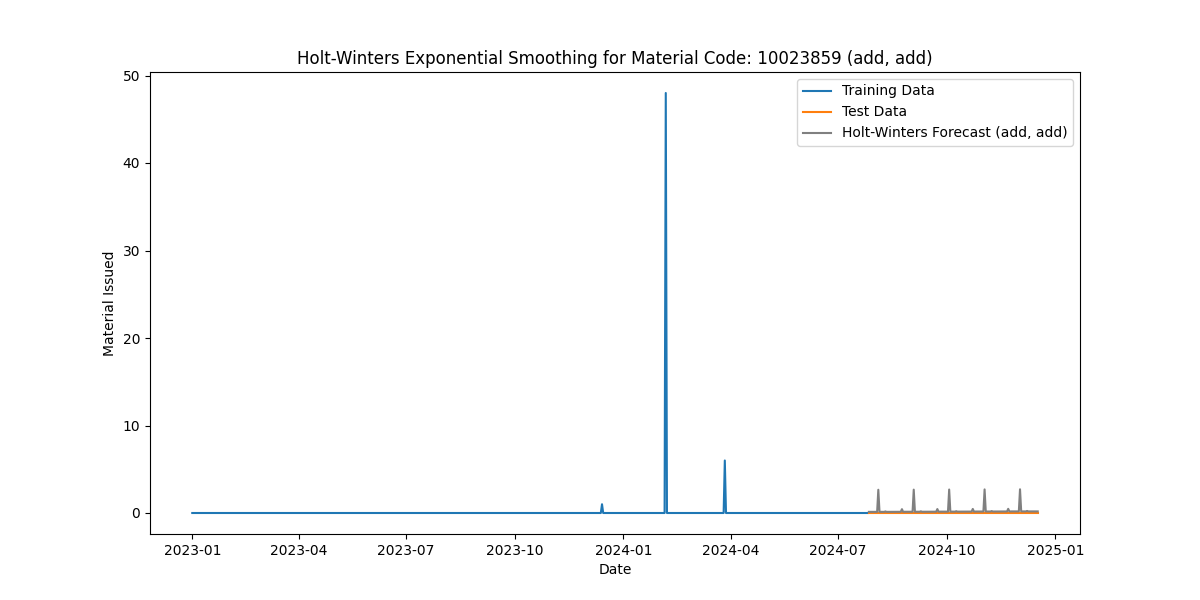 Holt-Winters Exponential Smoothing for Material Code: 10023859 (add, add)
Training Data
Test Data
Holt-Winters Forecast (add, add)
Material Issued
50
40
30
20
10
0
2023-01 2023-04 2023-07 2023-10 2024-01 2024-04 2024-07 2024-10 2025-01
Date